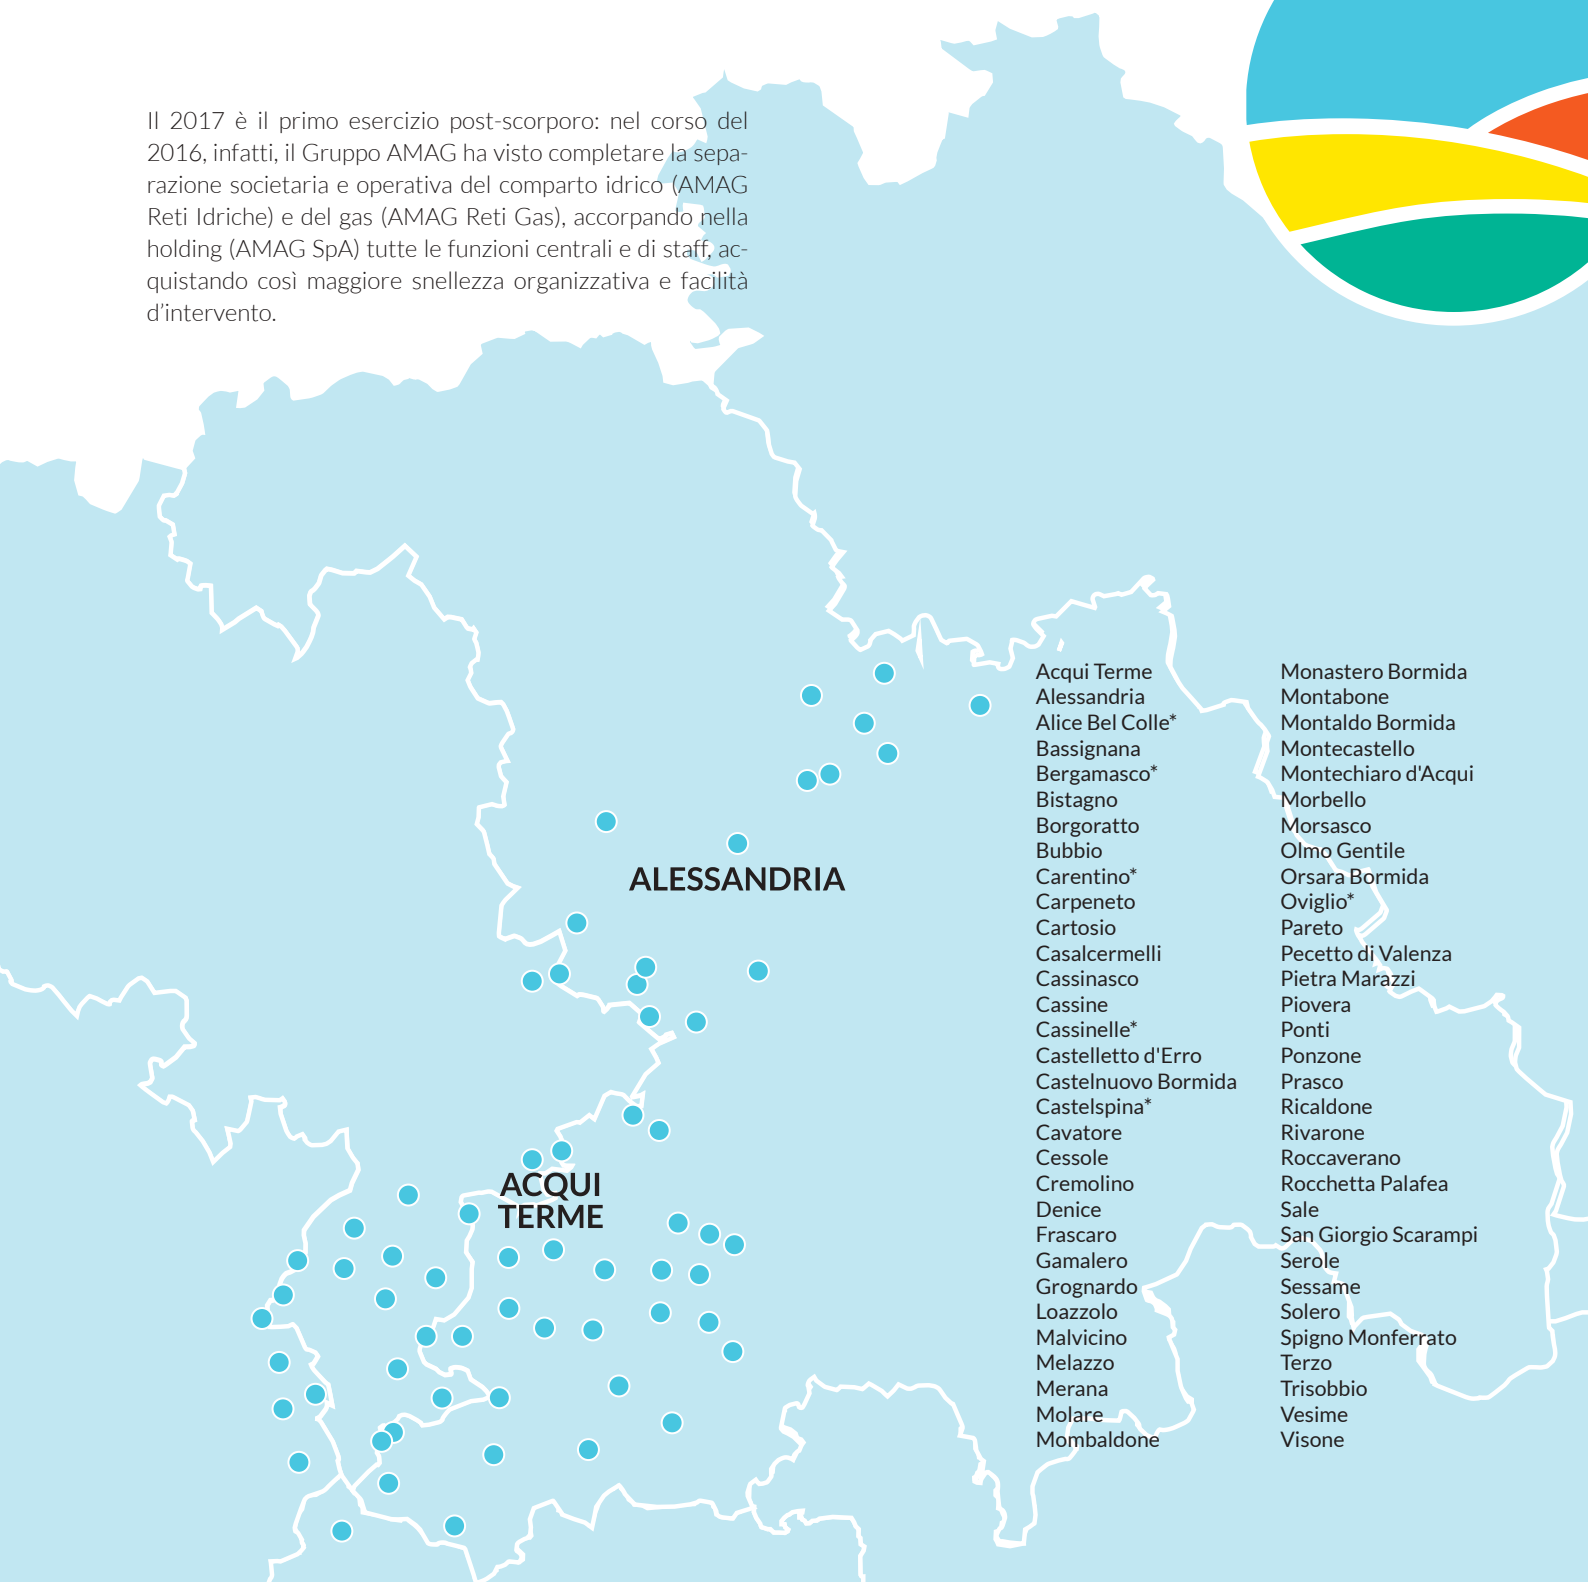 Il 2017 è il primo esercizio post-scorporo: nel corso del
2016, infatti, il Gruppo AMAG ha visto completare la sepa-
razione societaria e operativa del comparto idrico (AMAG
Reti Idriche) e del gas (AMAG Reti Gas), accorpando nella
holding (AMAG SpA) tutte le funzioni centrali e di staff, ac-
quistando così maggiore snellezza organizzativa e facilità
d’intervento.
ALESSANDRIA
ACQUI
TERME
Acqui Terme
Alessandria
Alice Bel Colle*
Bassignana
Bergamasco*
Bistagno
Borgoratto
Bubbio
Carentino*
Carpeneto
Cartosio
Casalcermelli
Cassinasco
Cassine
Cassinelle*
Castelletto d'Erro
Castelnuovo Bormida
Castelspina*
Cavatore
Cessole
Cremolino
Denice
Frascaro
Gamalero
Grognardo
Loazzolo
Malvicino
Melazzo
Merana
Molare
Mombaldone
Monastero Bormida
Montabone
Montaldo Bormida
Montecastello
Montechiaro d'Acqui
Morbello
Morsasco
Olmo Gentile
Orsara Bormida
Oviglio*
Pareto
Pecetto di Valenza
Pietra Marazzi
Piovera
Ponti
Ponzone
Prasco
Ricaldone
Rivarone
Roccaverano
Rocchetta Palafea
Sale
San Giorgio Scarampi
Serole
Sessame
Solero
Spigno Monferrato
Terzo
Trisobbio
Vesime
Visone